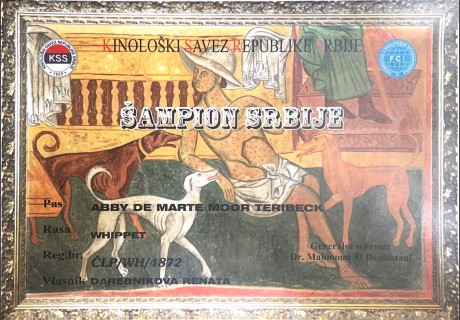 KINOLOŠKI SAVEZ REPUBLIKE SRBIJE
KSS
FCI
ŠAMPION SRBIJE
Pas ABBY DE MARTE MOOR TERIBECK
Rasa WHIPPET
Reg.br. ČLP/WH/4872
Vlasnik DAREBNIKOVA RENATA
Generalni sekretar
Dr. Mahmoud Al Daghistani